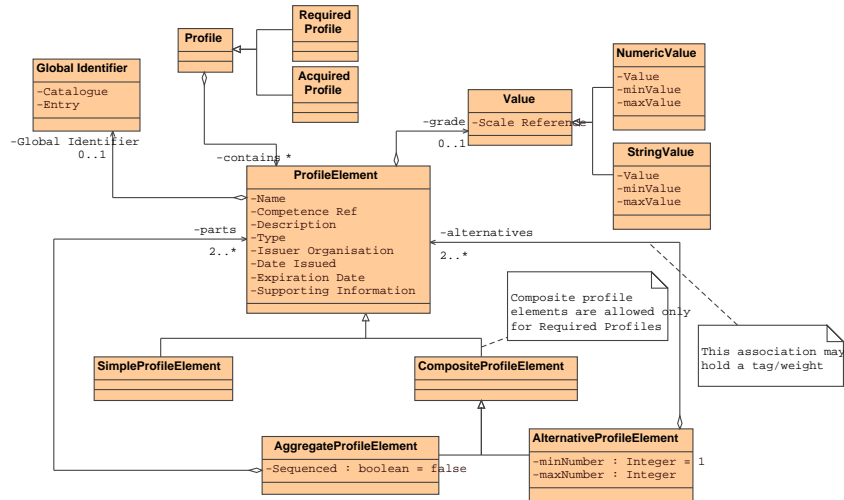 Required
Profile
Profile
Acquired
Profile
Global Identifier
-Catalogue
-Entry
NumericValue
-Value
-minValue
-maxValue
Value
-Scale Reference
-grade
0..1
StringValue
-Value
-minValue
-maxValue
-Global Identifier
0..1
-contains *
ProfileElement
-Name
-Competence Ref
-Description
-Type
-Issuer Organisation
-Date Issued
-Expiration Date
-Supporting Information
-parts
2..*
-alternatives
2..*
Composite profile
elements are allowed only
for Required Profiles
This association may
hold a tag/weight
SimpleProfileElement
CompositeProfileElement
AggregateProfileElement
-Sequenced : boolean = false
AlternativeProfileElement
-minNumber : Integer = 1
-maxNumber : Integer